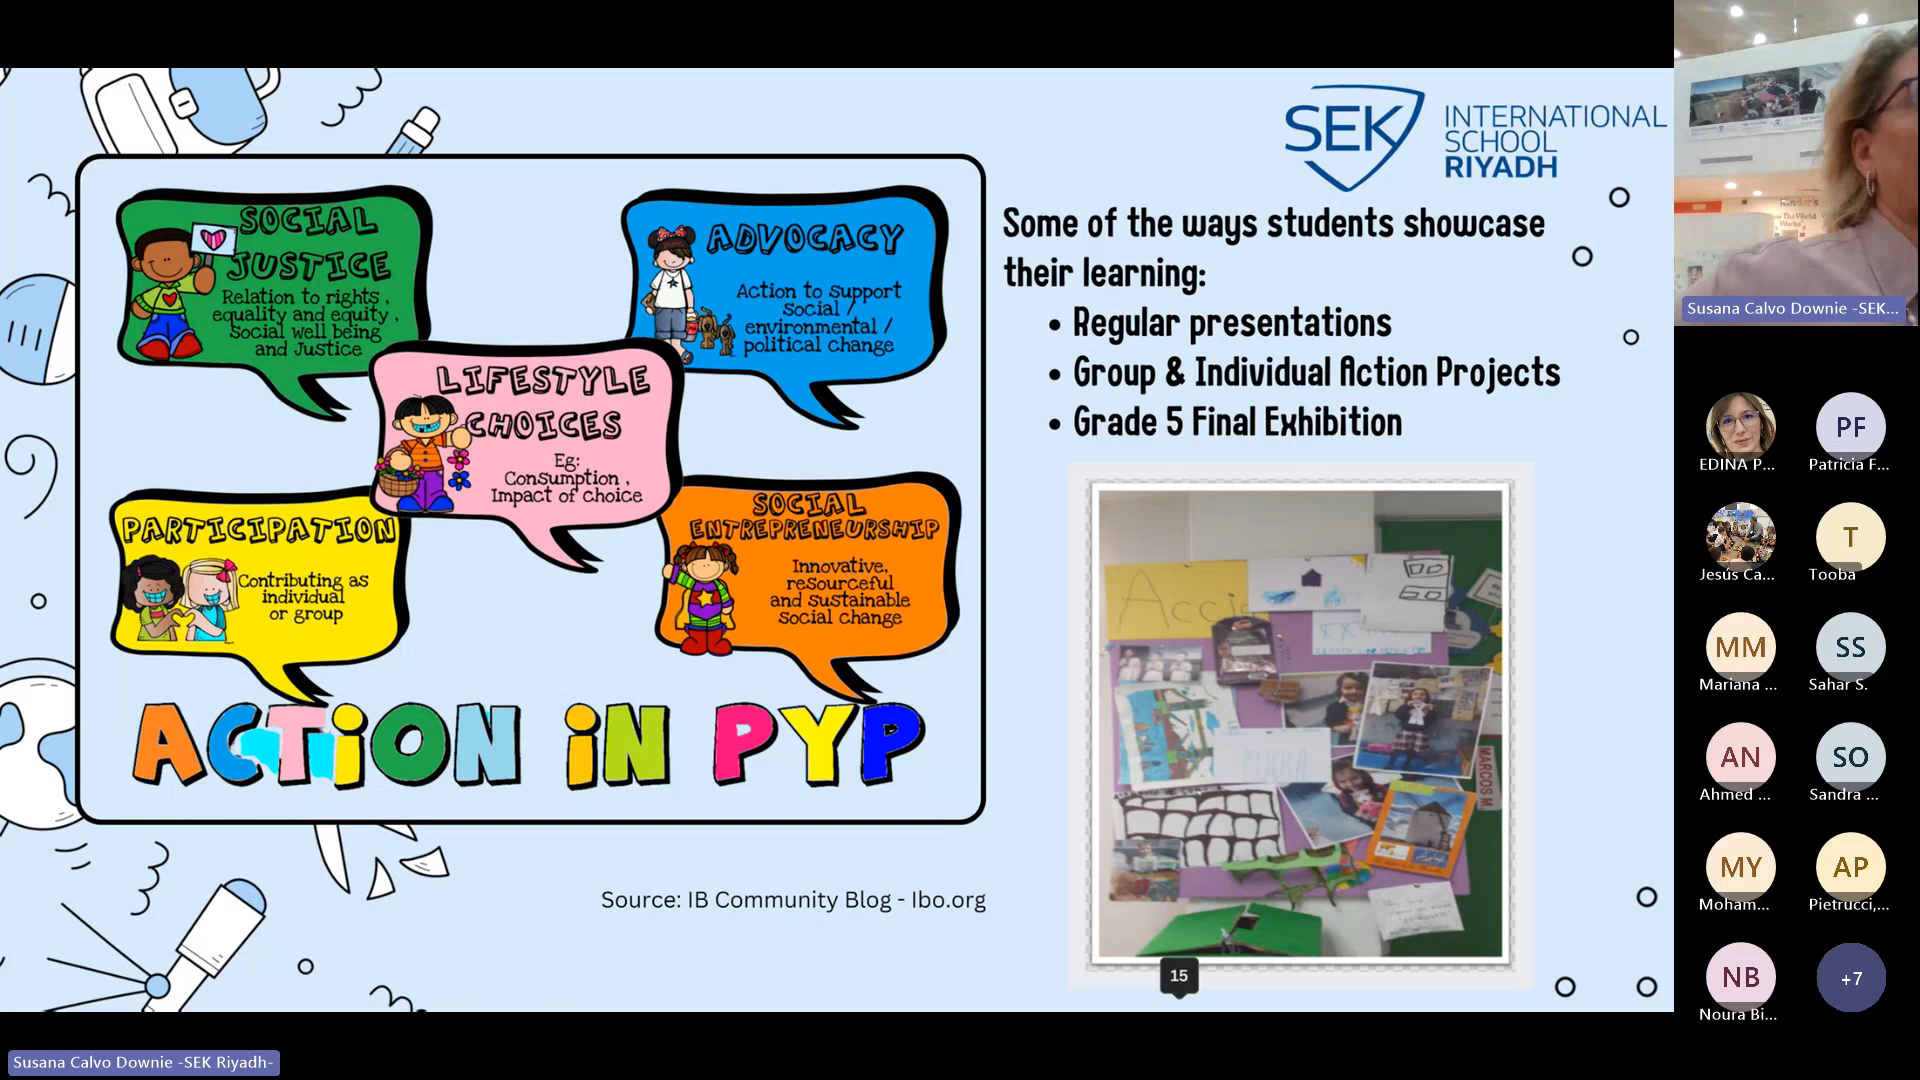 SOCIAL
JUSTICE
Relation to rights ,
equality and equity ,
social well being
and Justice
ADVOCACY
Action to support
social /
environmental /
political change
LIFESTYLE
CHOICES
Eg:
Consumption ,
Impact of choice
PARTICIPATION
Contributing as
individual
or group
SOCIAL
ENTREPRENEURSHIP
Innovative,
resourceful
and sustainable
social change
ACTiON iN PYP
Source: IB Community Blog - Ibo.org
SEK
INTERNATIONAL
SCHOOL
RIYADH
Some of the ways students showcase
their learning:
• Regular presentations
• Group & Individual Action Projects
• Grade 5 Final Exhibition
MARCOS M
15
Susana Calvo Downie -SEK...
EDINA P...
PF
Patricia F...
Jesús Ca...
T
Tooba
MM
Mariana ...
SS
Sahar S.
AN
Ahmed ...
SO
Sandra ...
MY
Moham...
AP
Pietrucci,...
NB
Noura Bi...
+7
Susana Calvo Downie -SEK Riyadh-